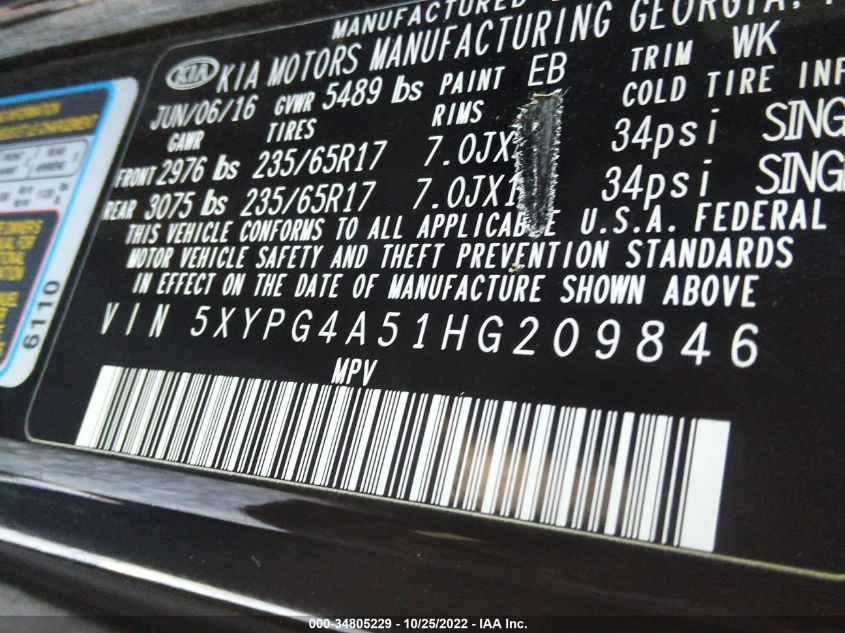 MANUFACTURED
KIA KIA MOTORS MANUFACTURING GEORGIA,
JUN/06/16 GVWR 5489 lbs PAINT EB TRIM WK
GAWR TIRES RIMS COLD TIRE
FRONT 2976 lbs 235/65R17 7.0JX 34psi
REAR 3075 lbs 235/65R17 7.0JX1 34psi
THIS VEHICLE CONFORMS TO ALL APPLICABLE U.S.A. FEDERAL
MOTOR VEHICLE SAFETY AND THEFT PREVENTION STANDARDS
IN EFFECT ON THE DATE OF MANUFACTURE SHOWN ABOVE
VIN 5XYPG4A51HG209846
MPV
6110
000-34805229 - 10/25/2022 - IAA Inc.